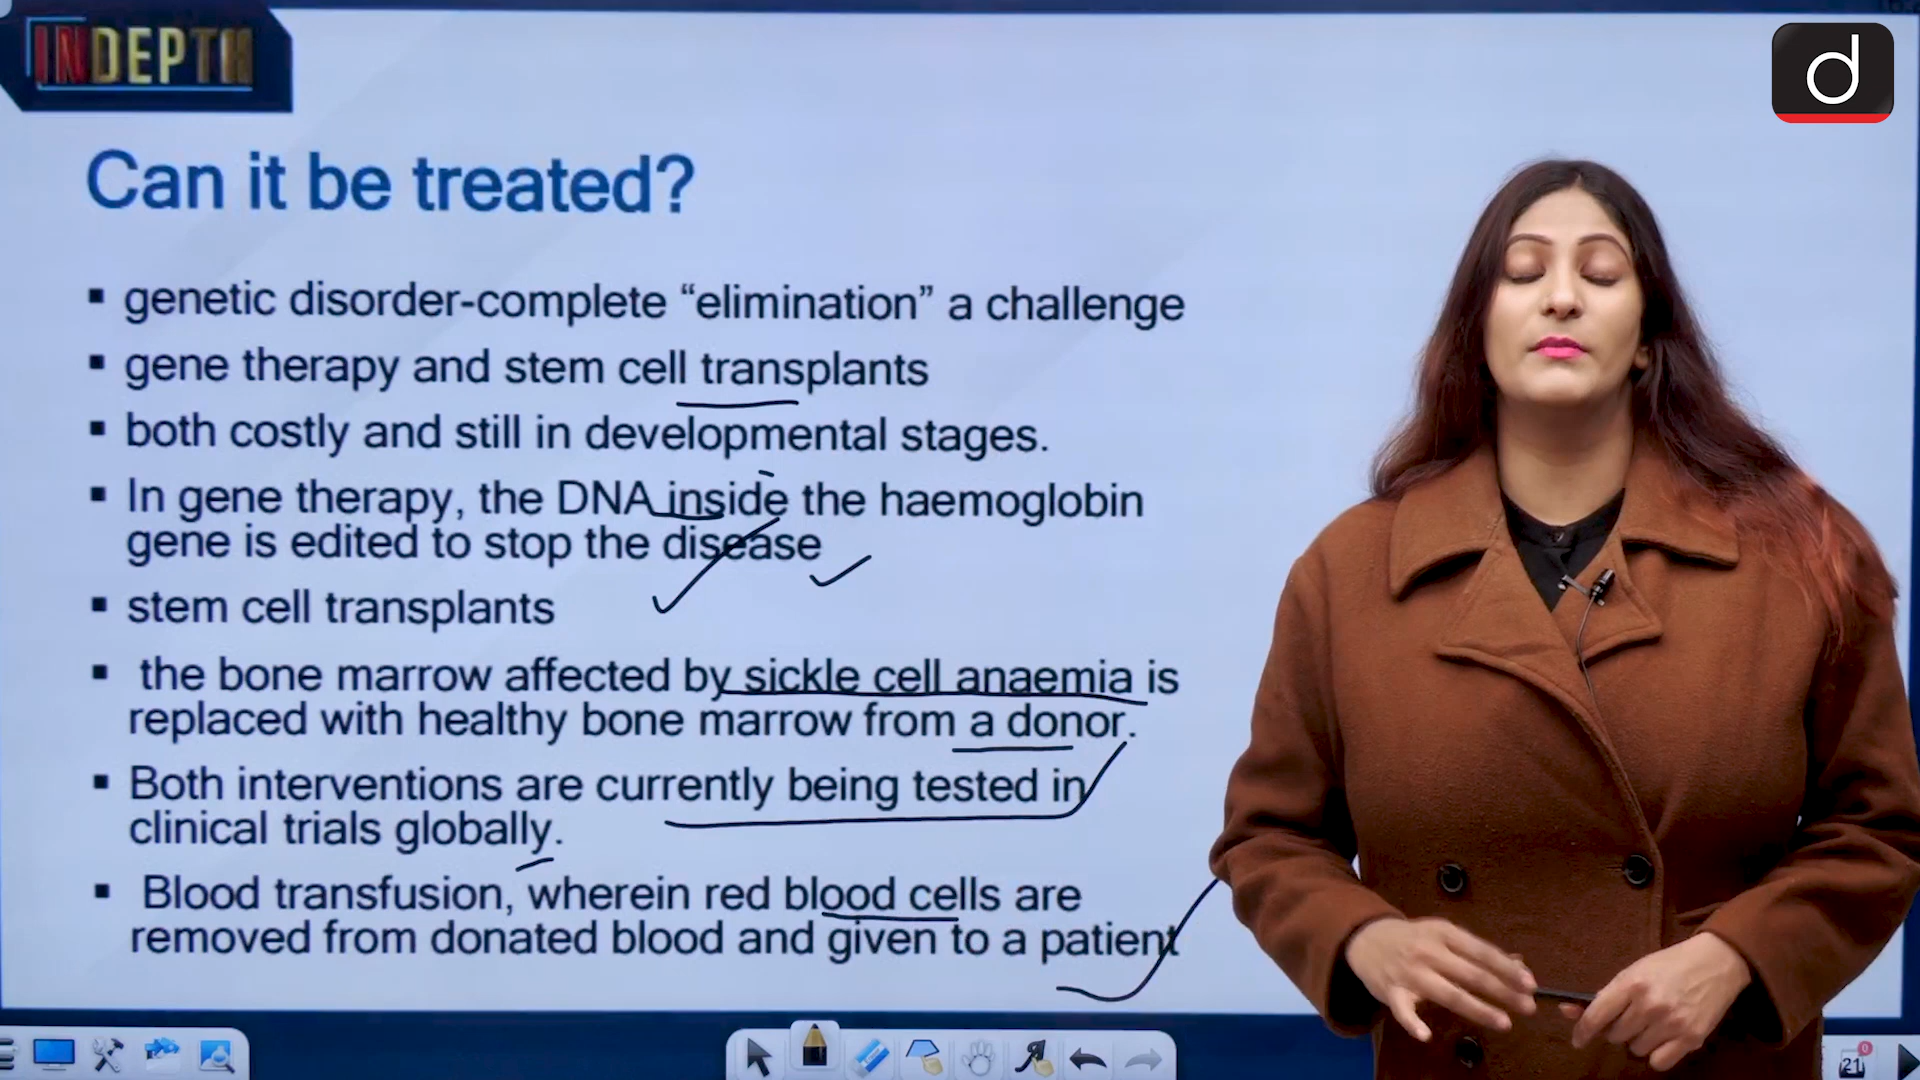 INDEPTH
d
Can it be treated?
▪ genetic disorder-complete “elimination” a challenge
▪ gene therapy and stem cell transplants
▪ both costly and still in developmental stages.
▪ In gene therapy, the DNA inside the haemoglobin
gene is edited to stop the disease
▪ stem cell transplants
▪ the bone marrow affected by sickle cell anaemia is
replaced with healthy bone marrow from a donor.
▪ Both interventions are currently being tested in
clinical trials globally.
▪ Blood transfusion, wherein red blood cells are
removed from donated blood and given to a patient
0
21